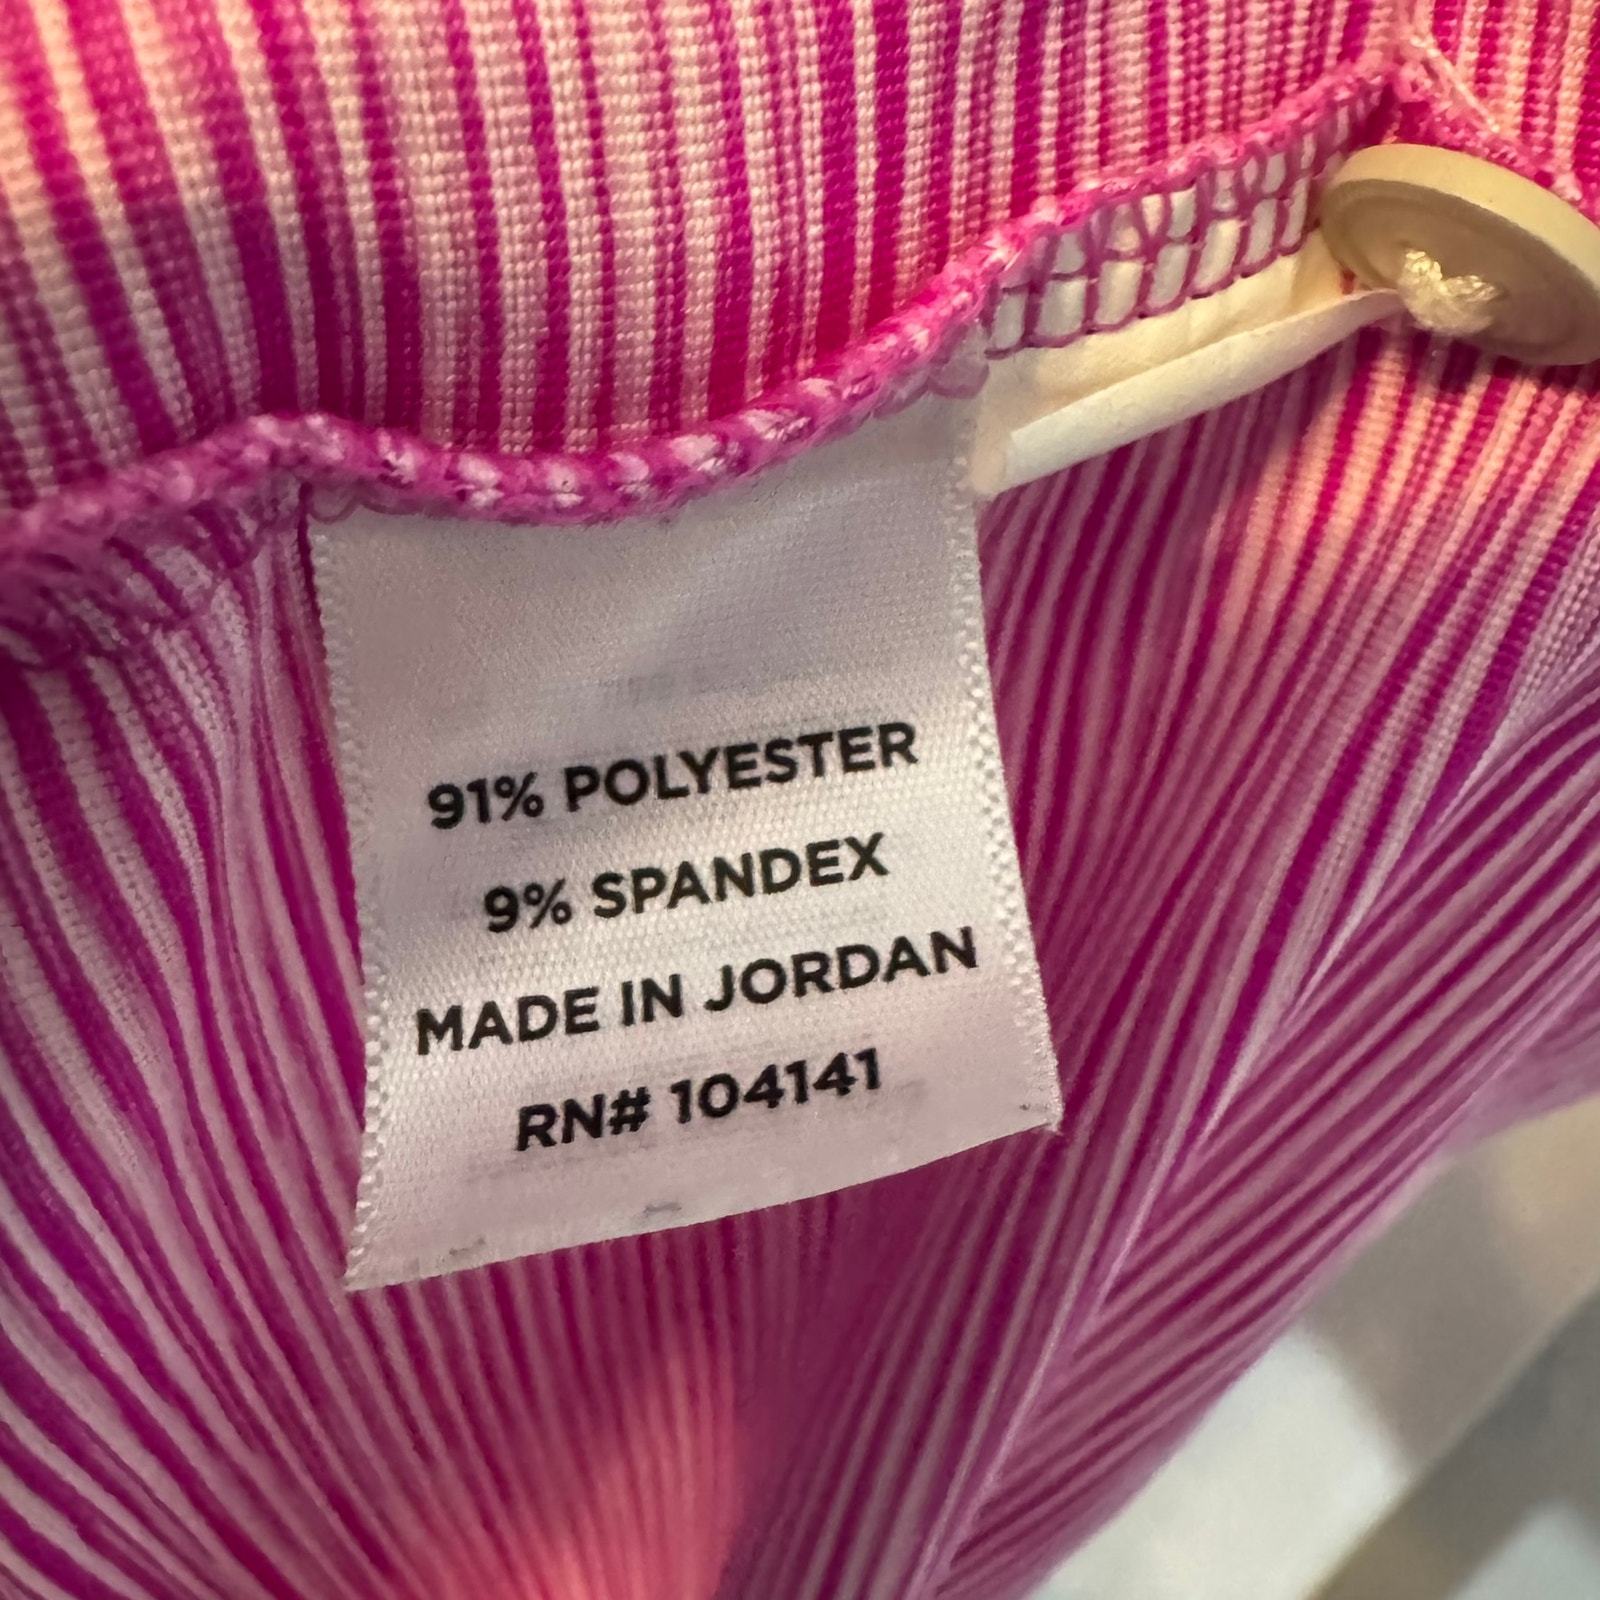 91% POLYESTER
9% SPANDEX
MADE IN JORDAN
RN# 104141